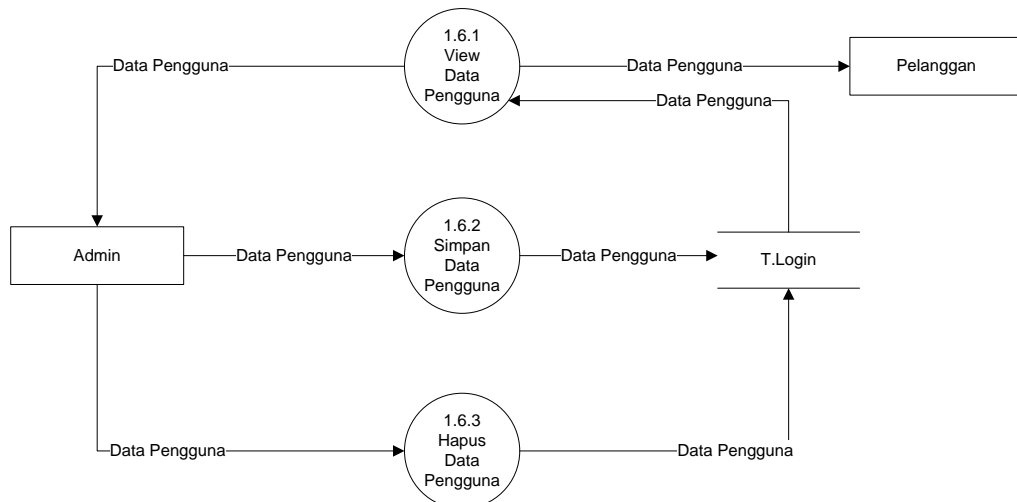 1.6.1
View
Data
Pengguna
Data Pengguna
Data Pengguna
Pelanggan
Data Pengguna
Admin
Data Pengguna
1.6.2
Simpan
Data
Pengguna
Data Pengguna
T.Login
Data Pengguna
1.6.3
Hapus
Data
Pengguna
Data Pengguna